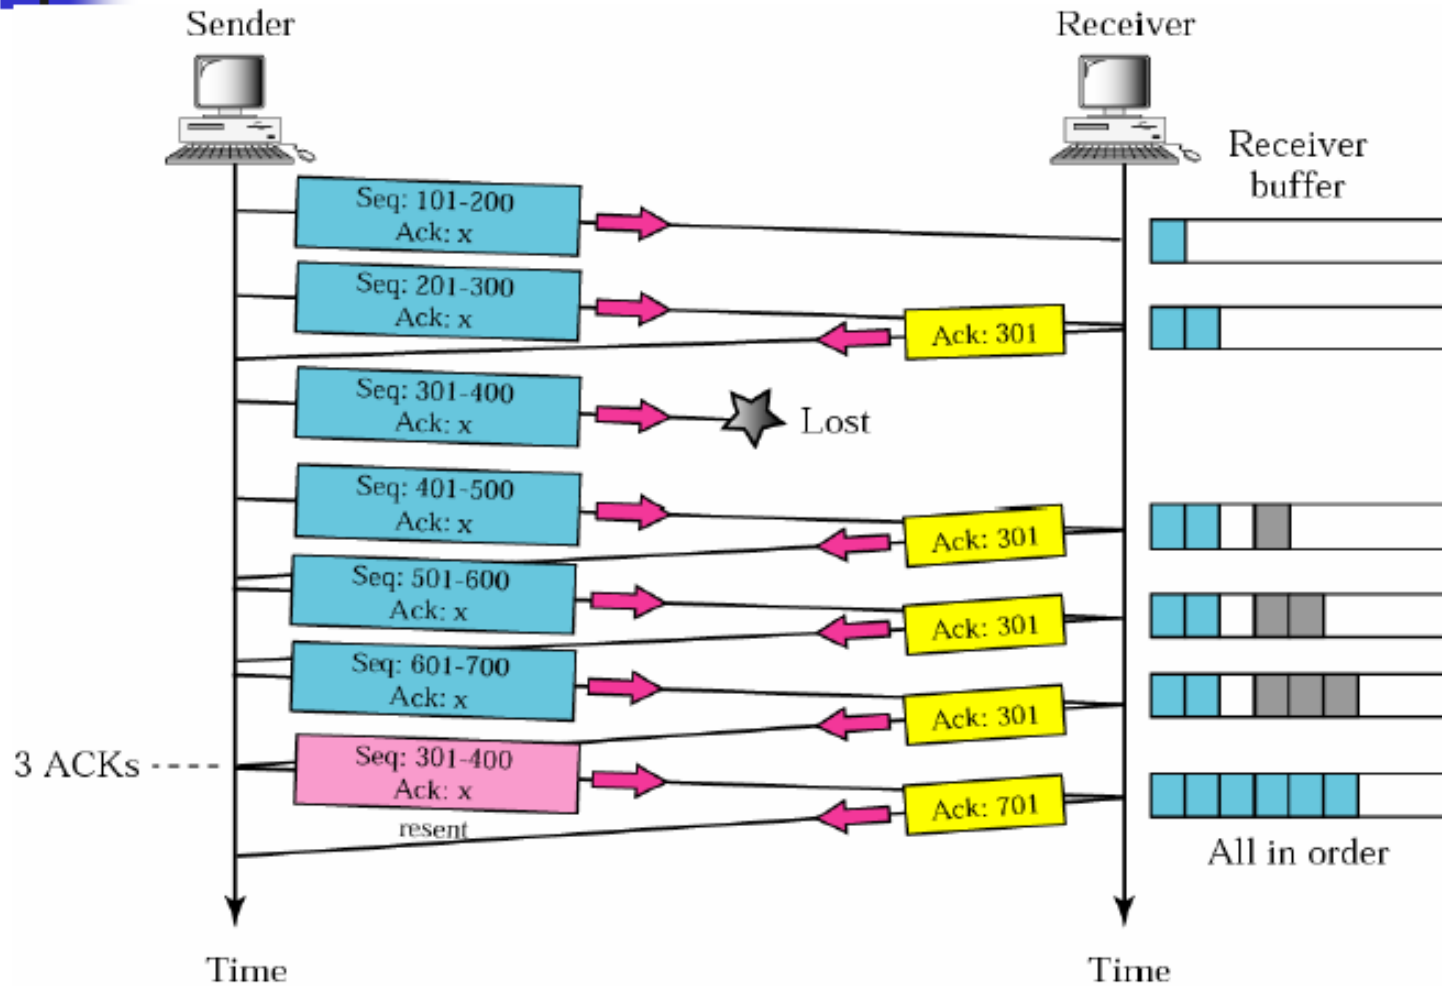 Sender
Receiver
Receiver
buffer
Seq: 101-200
Ack: x
Seq: 201-300
Ack: x
Ack: 301
Seq: 301-400
Ack: x
Lost
Seq: 401-500
Ack: x
Ack: 301
Seq: 501-600
Ack: x
Ack: 301
Seq: 601-700
Ack: x
Ack: 301
3 ACKs
Seq: 301-400
Ack: x
resent
Ack: 701
All in order
Time
Time